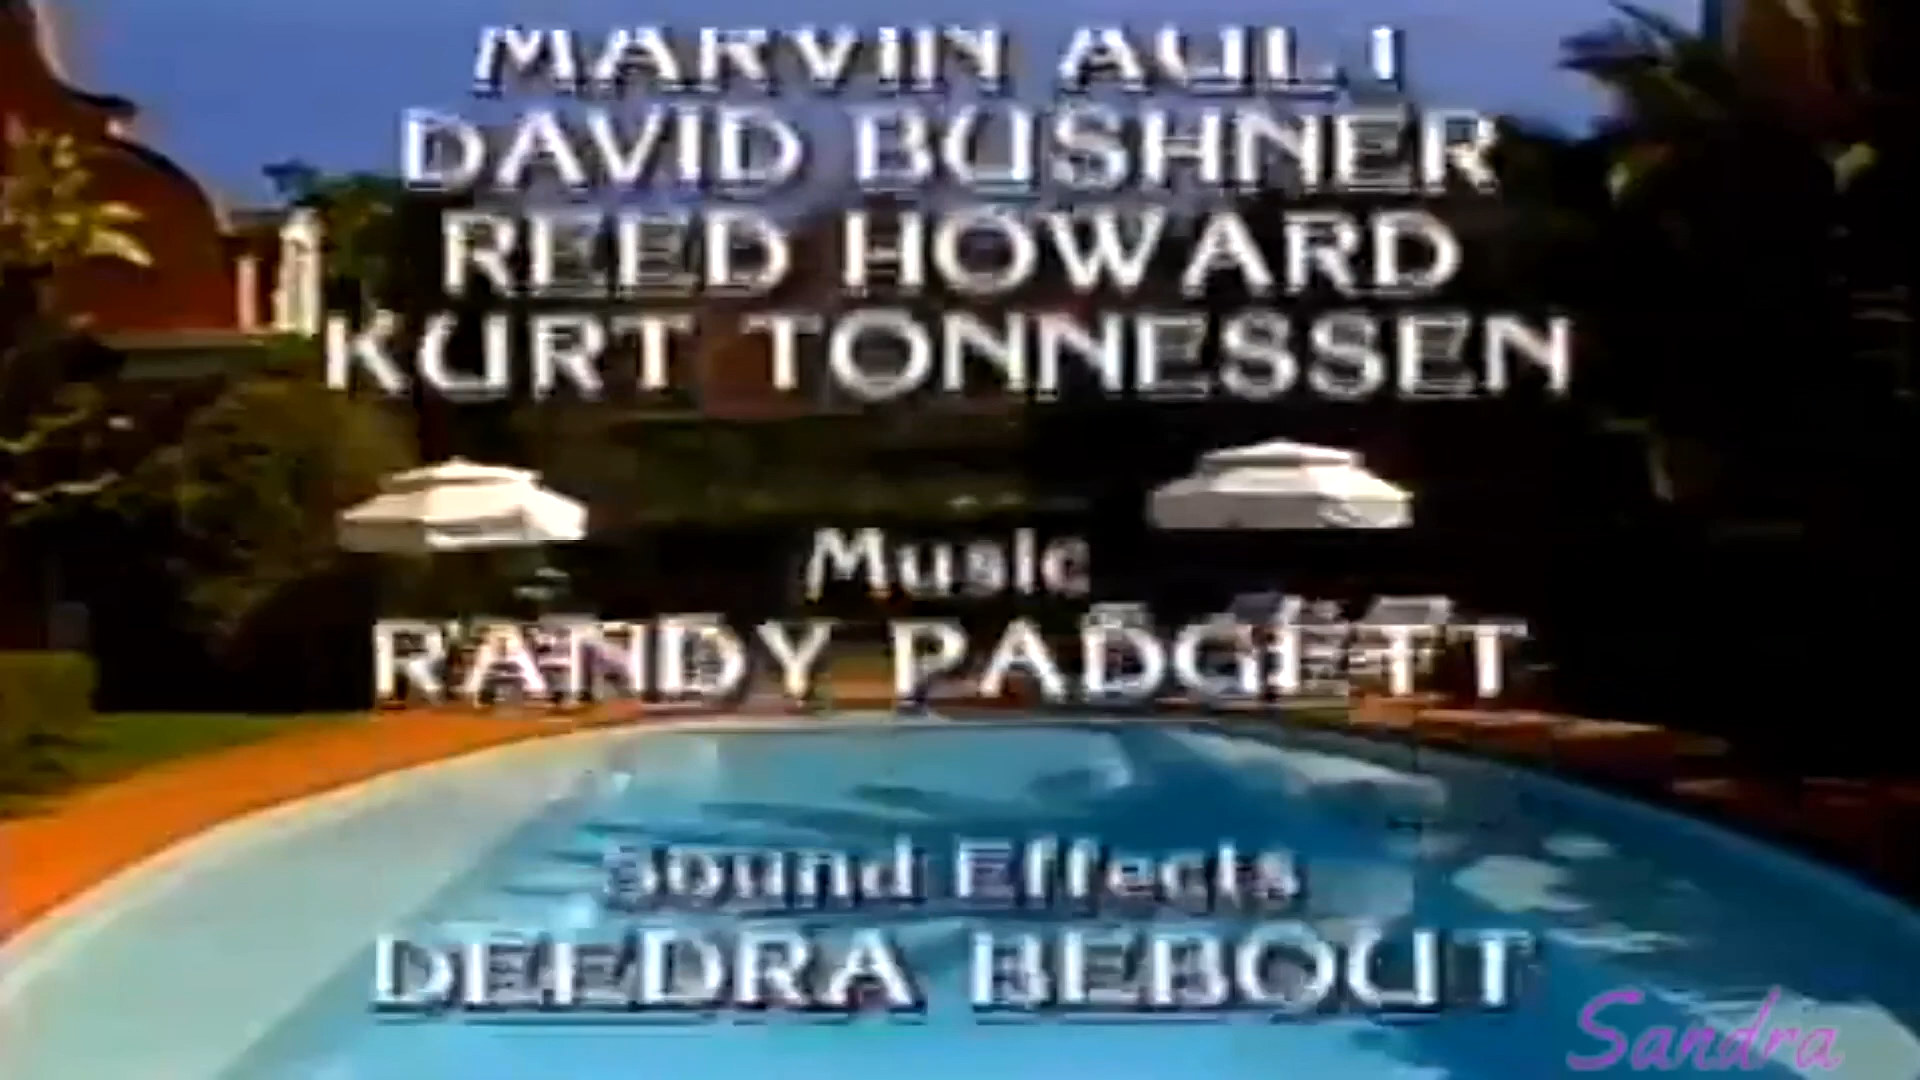 MARVIN AULT
DAVID BUSHNER
REED HOWARD
KURT TONNESSEN
Music
RANDY PADGETT
Sound Effects
DEEDRA BEBOUT
Sandra